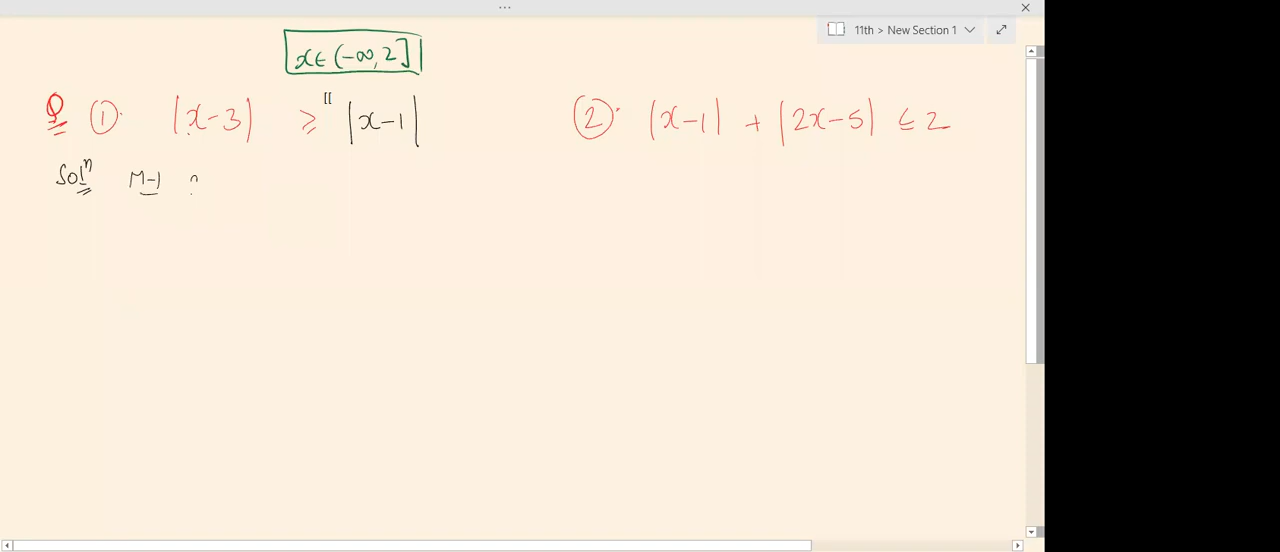 11th > New Section 1
x ∈ (-∞, 2]
Q ① |x-3| ≥ |x-1|
② |x-1| + |2x-5| ≤ 2
Solⁿ M-1